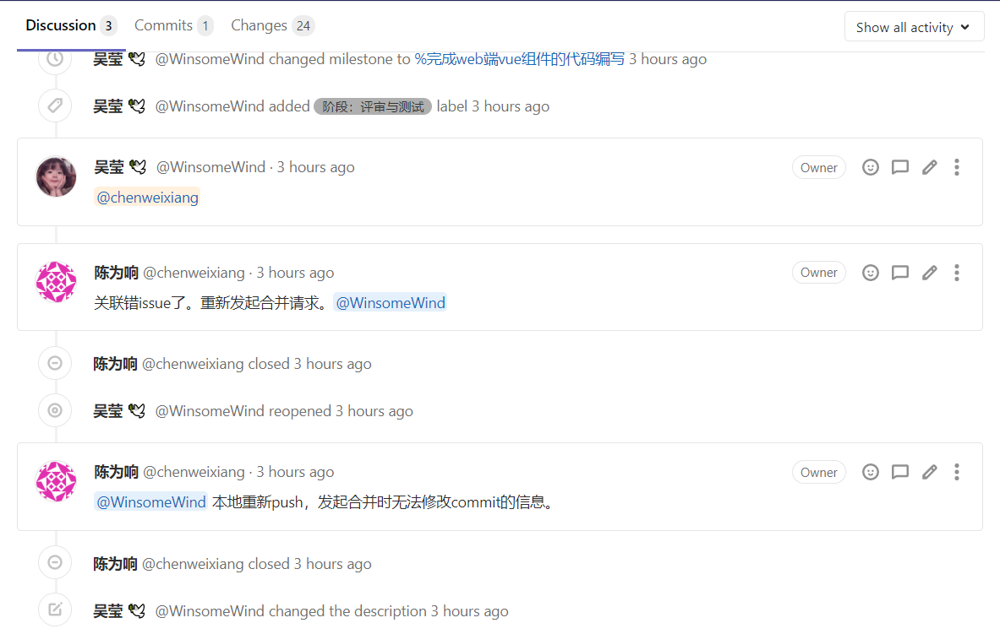 Discussion 3 Commits 1 Changes 24 Show all activity
吴莹 🕊 @WinsomeWind changed milestone to %完成web端vue组件的代码编写 3 hours ago
吴莹 🕊 @WinsomeWind added 阶段：评审与测试 label 3 hours ago
吴莹 🕊 @WinsomeWind · 3 hours ago Owner
@chenweixiang
陈为响 @chenweixiang · 3 hours ago Owner
关联错issue了。重新发起合并请求。 @WinsomeWind
陈为响 @chenweixiang closed 3 hours ago
吴莹 🕊 @WinsomeWind reopened 3 hours ago
陈为响 @chenweixiang · 3 hours ago Owner
@WinsomeWind 本地重新push，发起合并时无法修改commit的信息。
陈为响 @chenweixiang closed 3 hours ago
吴莹 🕊 @WinsomeWind changed the description 3 hours ago